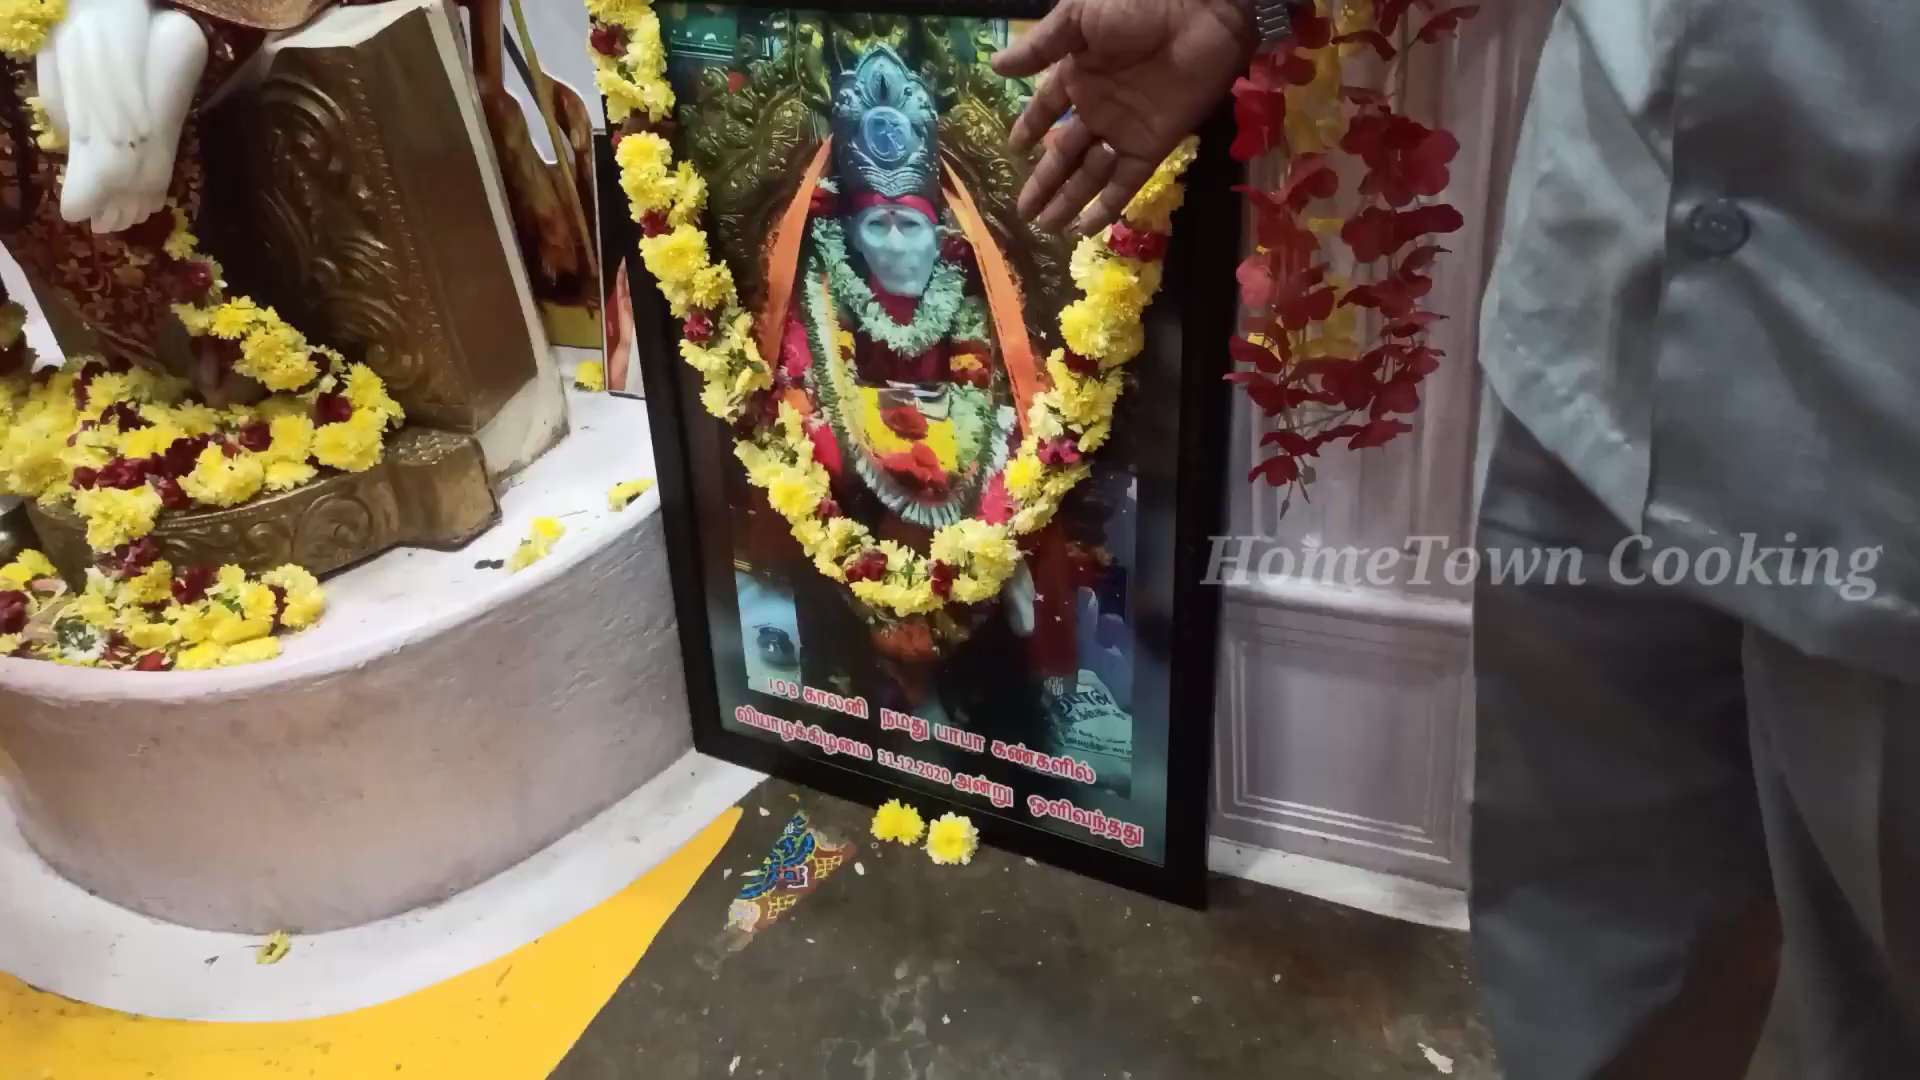 IOB காலனி நமது பாபா கண்களில்
வியாழக்கிழமை 31.12.2020 அன்று ஒளிவந்தது
HomeTown Cooking